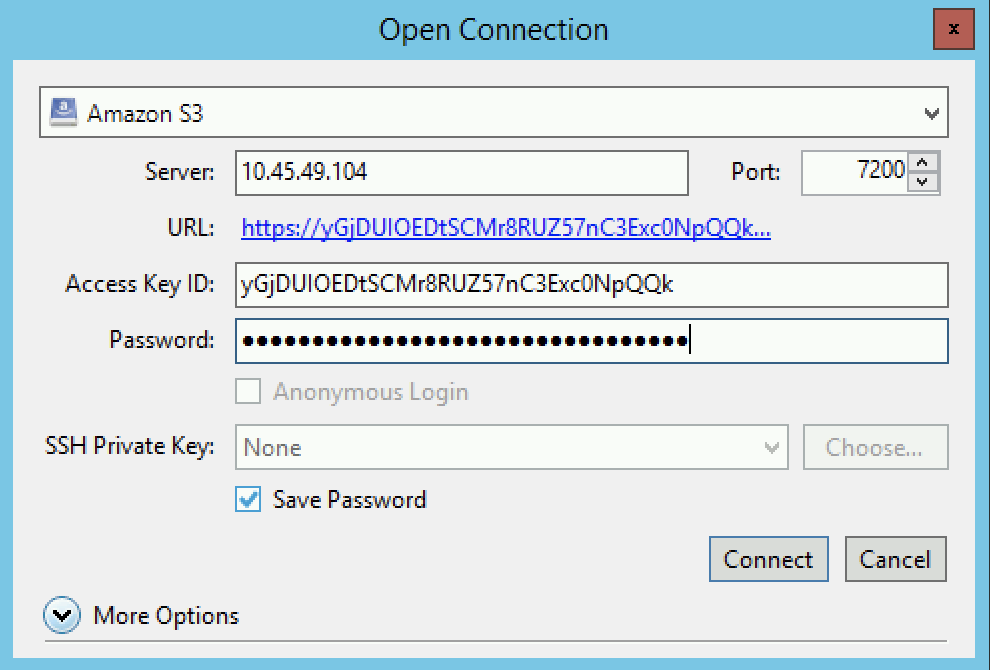 Open Connection
x
a
Amazon S3
Server: 10.45.49.104 Port: 7200
URL: https://yGjDUIOEDtSCMr8RUZ57nC3Exc0NpQQk...
Access Key ID: yGjDUIOEDtSCMr8RUZ57nC3Exc0NpQQk
Password: ••••••••••••••••••••••••••••••••
Anonymous Login
SSH Private Key: None Choose...
Save Password
Connect Cancel
More Options